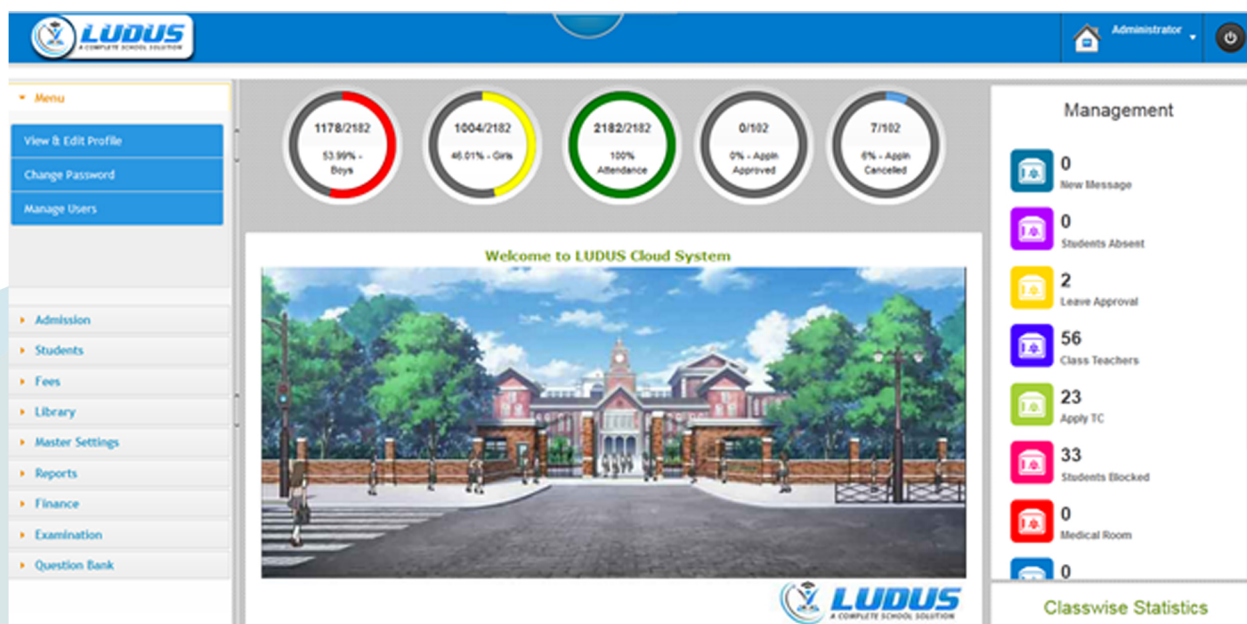 LUDUS
A COMPLETE SCHOOL SOLUTION
Administrator
Menu
View & Edit Profile
Change Password
Manage Users
Admission
Students
Fees
Library
Master Settings
Reports
Finance
Examination
Question Bank
1178/2182
53.99% -
Boys
1004/2182
46.01% - Girls
2182/2182
100%
Attendance
0/102
0% - Appln
Approved
7/102
6% - Appln
Cancelled
Welcome to LUDUS Cloud System
LUDUS
A COMPLETE SCHOOL SOLUTION
Management
0
New Message
0
Students Absent
2
Leave Approval
56
Class Teachers
23
Apply TC
33
Students Blocked
0
Medical Room
0
Classwise Statistics